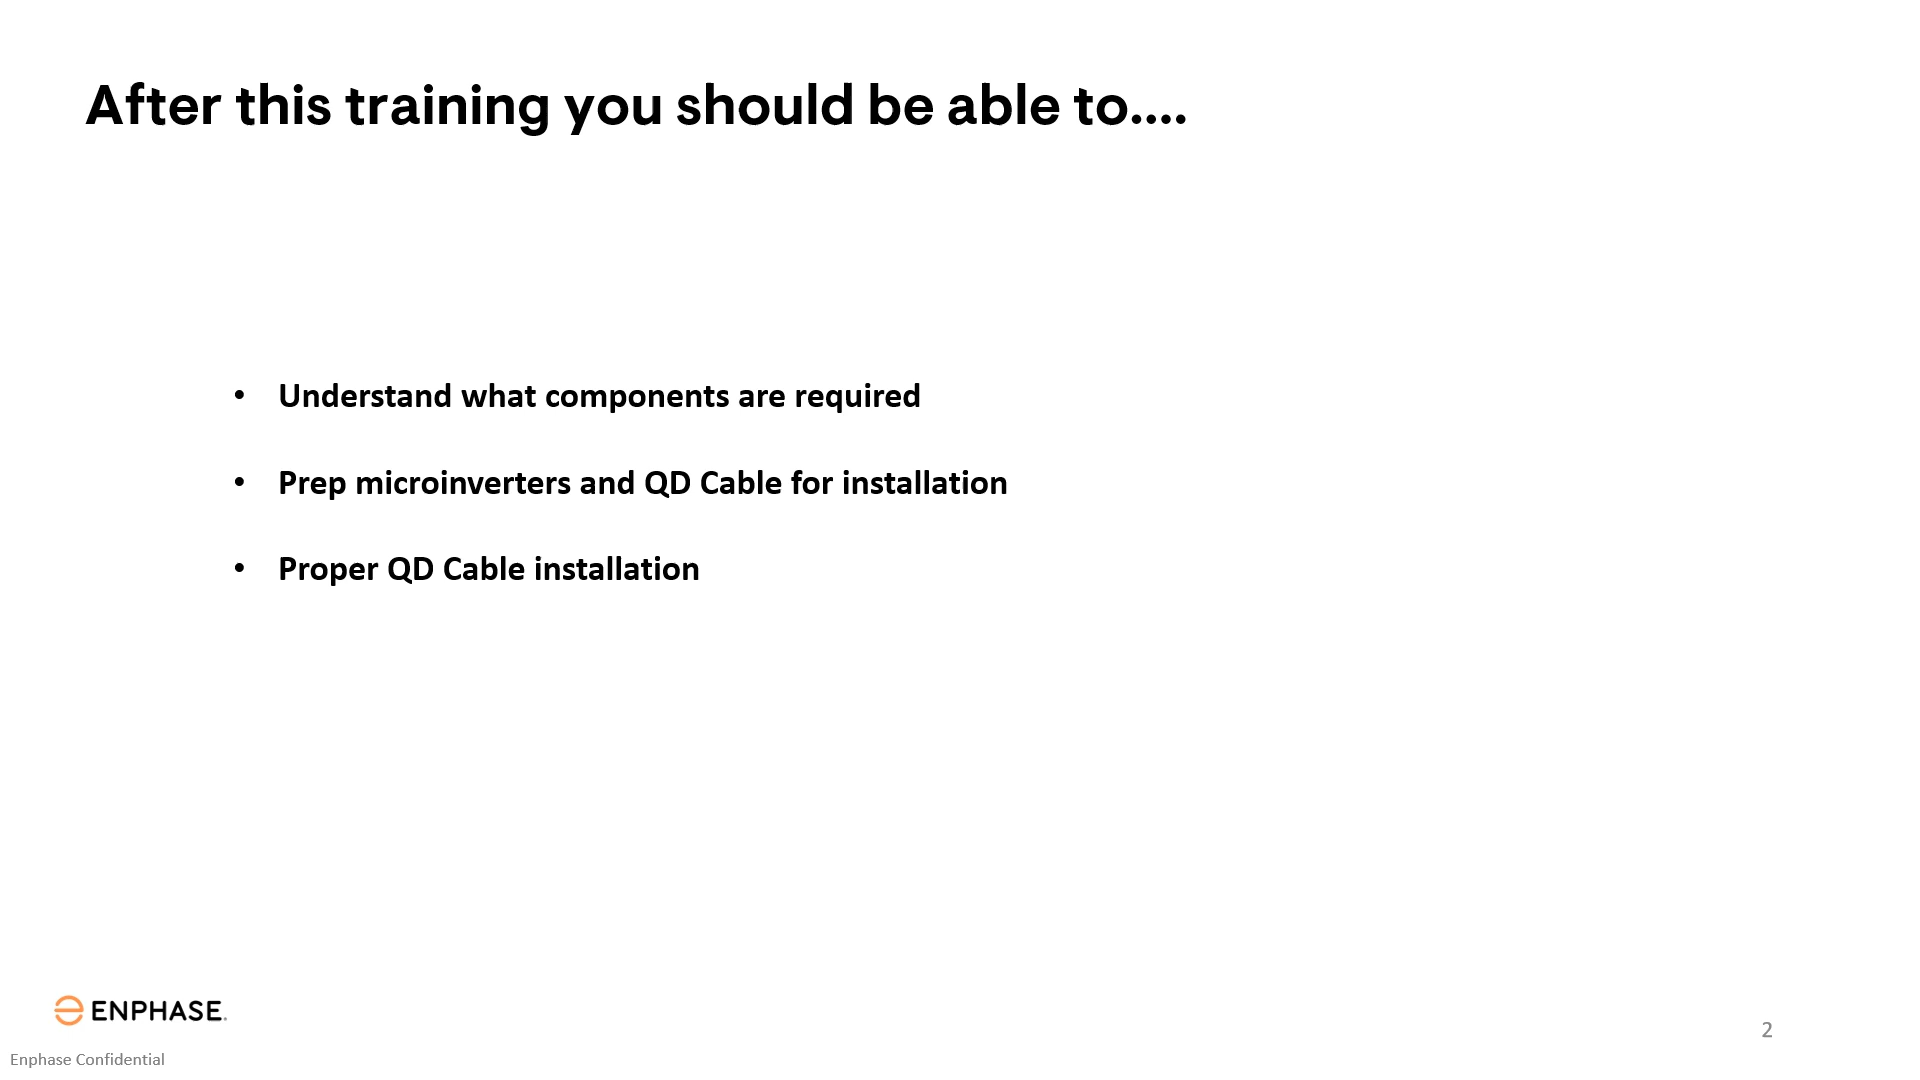 After this training you should be able to....
• Understand what components are required
• Prep microinverters and QD Cable for installation
• Proper QD Cable installation
ENPHASE.
2
Enphase Confidential